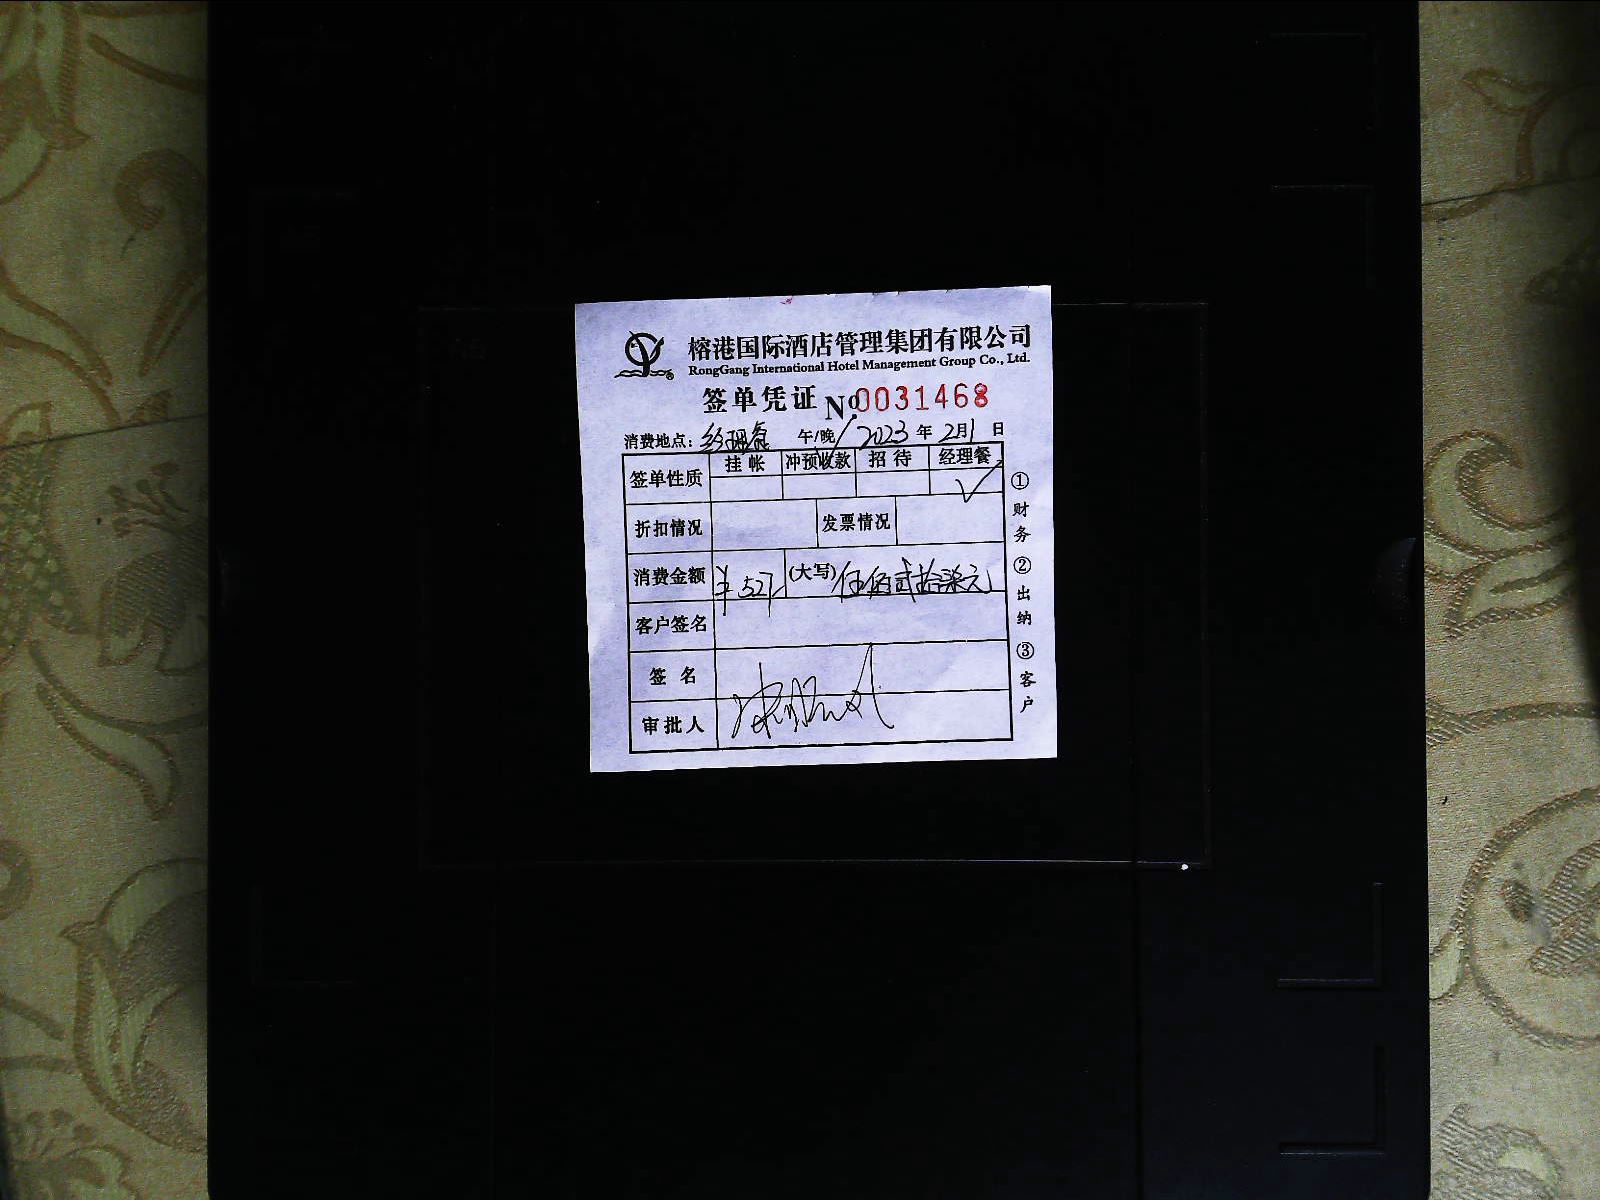 榕港国际酒店管理集团有限公司
RongGang International Hotel Management Group Co., Ltd.
签单凭证 Nº 0031468
消费地点: 经理餐 午/晚 2023 年 2月1 日
签单性质 挂帐 冲预收款 招待 经理餐
✓
折扣情况 发票情况
消费金额 ¥527 (大写) 伍佰贰拾柒元
客户签名
签名
审批人
①财务 ②出纳 ③客户